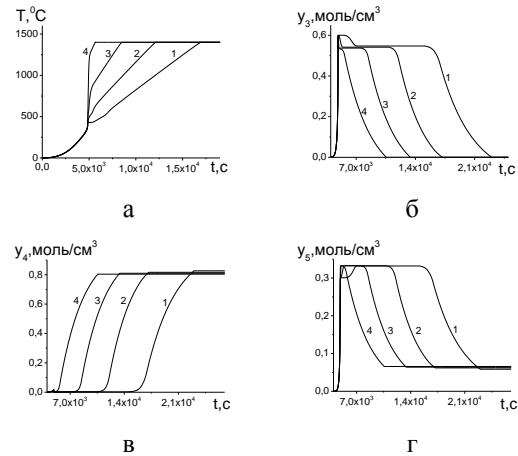 T,⁰C
1500
1000
500
0
0,0
5,0x10³
1,0x10⁴
1,5x10⁴
t,c
4
3
2
1
а
y₃,моль/см³
0,6
0,4
0,2
0,0
7,0x10³
1,4x10⁴
2,1x10⁴
t,c
4
3
2
1
б
y₄,моль/см³
0,8
0,6
0,4
0,2
0,0
7,0x10³
1,4x10⁴
2,1x10⁴
t,c
4
3
2
1
в
y₅,моль/см³
0,3
0,2
0,1
0,0
7,0x10³
1,4x10⁴
2,1x10⁴
t,c
4
3
2
1
г